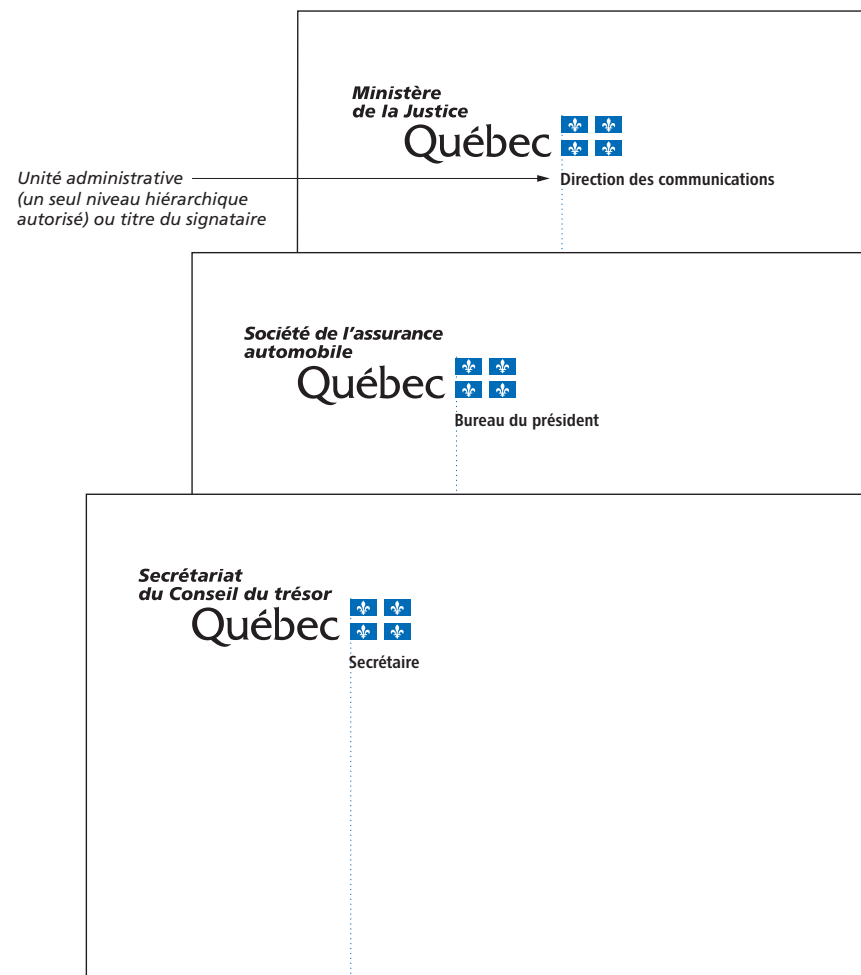 Ministère
de la Justice
Québec
Unité administrative
(un seul niveau hiérarchique
autorisé) ou titre du signataire
Direction des communications
Société de l'assurance
automobile
Québec
Bureau du président
Secrétariat
du Conseil du trésor
Québec
Secrétaire